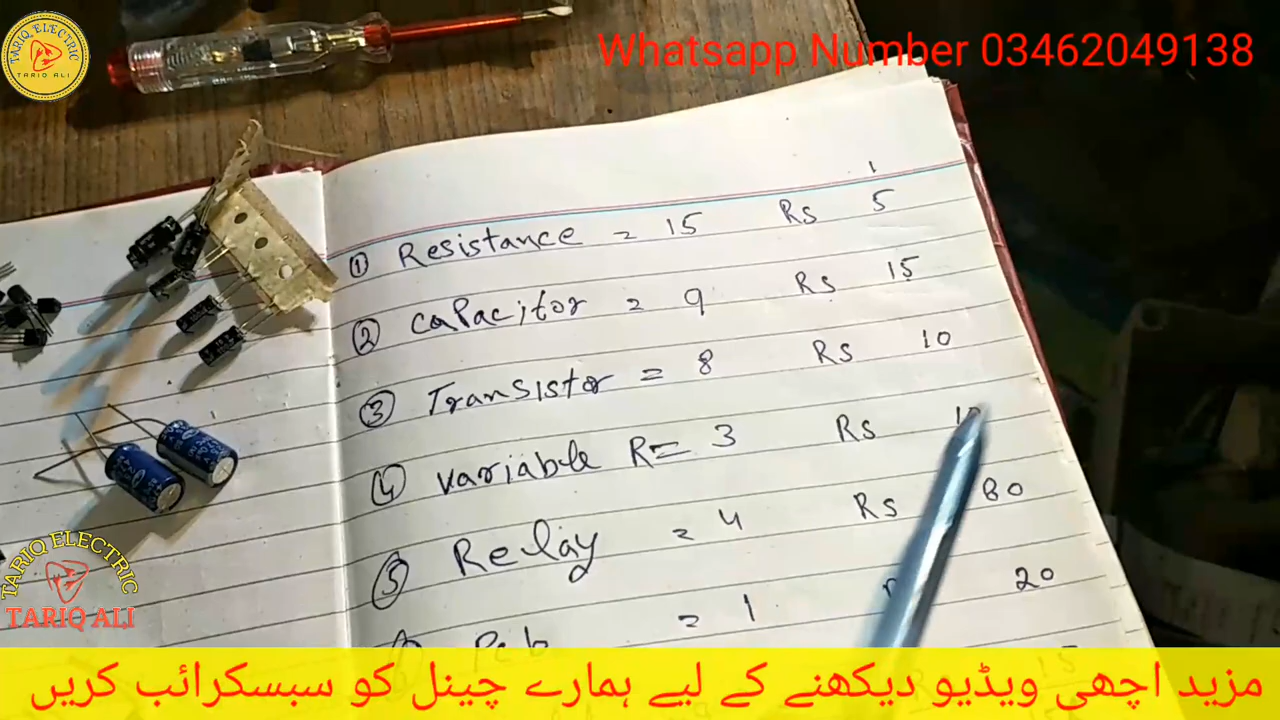 TARIQ ELECTRIC
TARIQ ALI
Whatsapp Number 03462049138
1
① Resistance = 15 Rs 5
② Capacitor = 9 Rs 15
③ Transistor = 8 Rs 10
④ variable R = 3 Rs
⑤ Relay = 4 Rs 80
Pcb = 1 20
15
TARIQ ELECTRIC
TARIQ ALI
مزید اچھی ویڈیو دیکھنے کے لیے ہمارے چینل کو سبسکرائب کریں